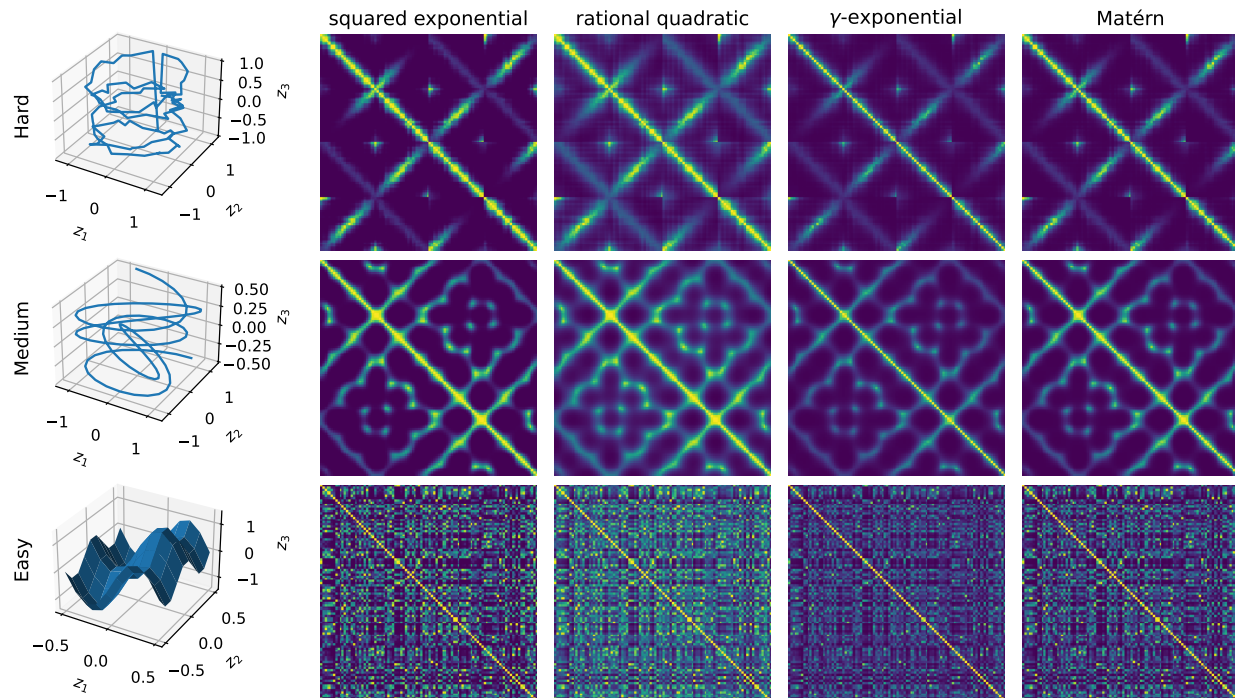 squared exponential
rational quadratic
γ-exponential
Matérn
Hard
1.0
0.5
0.0
−0.5
−1.0
z₃
−1
0
1
z₁
−1
0
1
z₂
Medium
0.50
0.25
0.00
−0.25
−0.50
z₃
−1
0
1
z₁
−1
0
1
z₂
Easy
1
0
−1
z₃
−0.5
0.0
0.5
z₁
−0.5
0.0
0.5
z₂